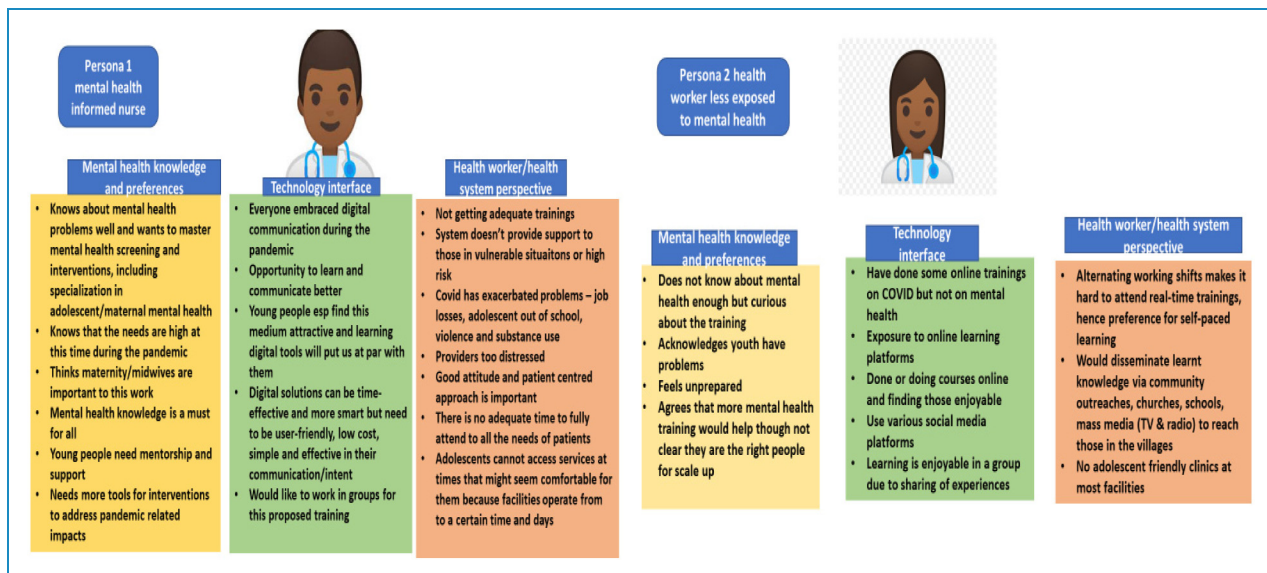 Persona 1
mental health
informed nurse
Mental health knowledge
and preferences
• Knows about mental health
problems well and wants to master
mental health screening and
interventions, including
specialization in
adolescent/maternal mental health
• Knows that the needs are high at
this time during the pandemic
• Thinks maternity/midwives are
important to this work
• Mental health knowledge is a must
for all
• Young people need mentorship and
support
• Needs more tools for interventions
to address pandemic related
impacts
Technology interface
• Everyone embraced digital
communication during the
pandemic
• Opportunity to learn and
communicate better
• Young people esp find this
medium attractive and learning
digital tools will put us at par with
them
• Digital solutions can be time-
effective and more smart but need
to be user-friendly, low cost,
simple and effective in their
communication/intent
• Would like to work in groups for
this proposed training
Health worker/health
system perspective
• Not getting adequate trainings
• System doesn't provide support to
those in vulnerable situaitons or high
risk
• Covid has exacerbated problems – job
losses, adolescent out of school,
violence and substance use
• Providers too distressed
• Good attitude and patient centred
approach is important
• There is no adequate time to fully
attend to all the needs of patients
• Adolescents cannot access services at
times that might seem comfortable for
them because facilities operate from
to a certain time and days
Persona 2 health
worker less exposed
to mental health
Mental health knowledge
and preferences
• Does not know about mental
health enough but curious
about the training
• Acknowledges youth have
problems
• Feels unprepared
• Agrees that more mental health
training would help though not
clear they are the right people
for scale up
Technology
interface
• Have done some online trainings
on COVID but not on mental
health
• Exposure to online learning
platforms
• Done or doing courses online
and finding those enjoyable
• Use various social media
platforms
• Learning is enjoyable in a group
due to sharing of experiences
Health worker/health system
perspective
• Alternating working shifts makes it
hard to attend real-time trainings,
hence preference for self-paced
learning
• Would disseminate learnt
knowledge via community
outreaches, churches, schools,
mass media (TV & radio) to reach
those in the villages
• No adolescent friendly clinics at
most facilities